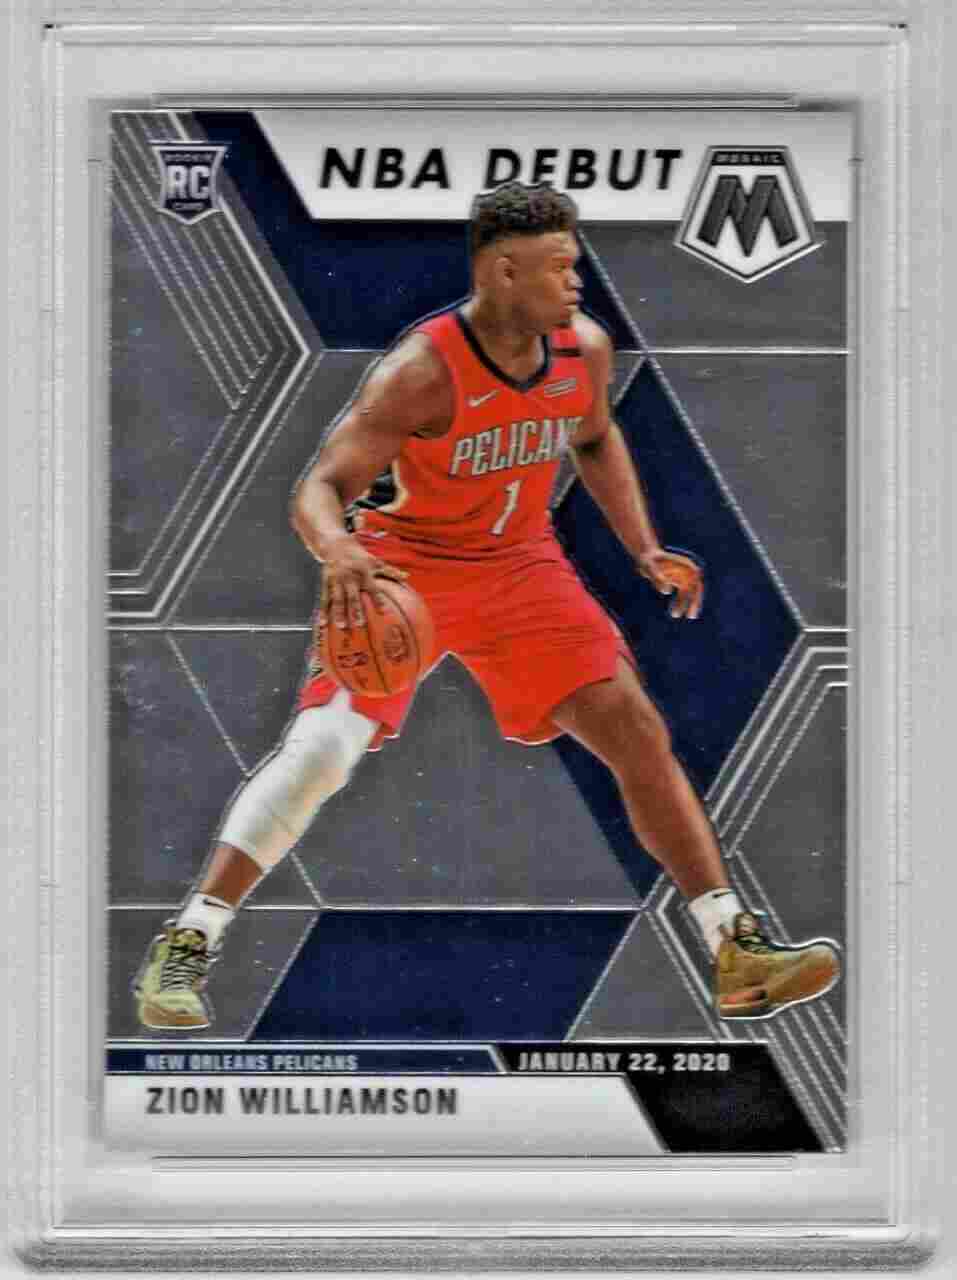 NBA DEBUT
ROOKIE
RC
CARD
MOSAIC
M
PELICANS
1
NEW ORLEANS PELICANS
JANUARY 22, 2020
ZION WILLIAMSON